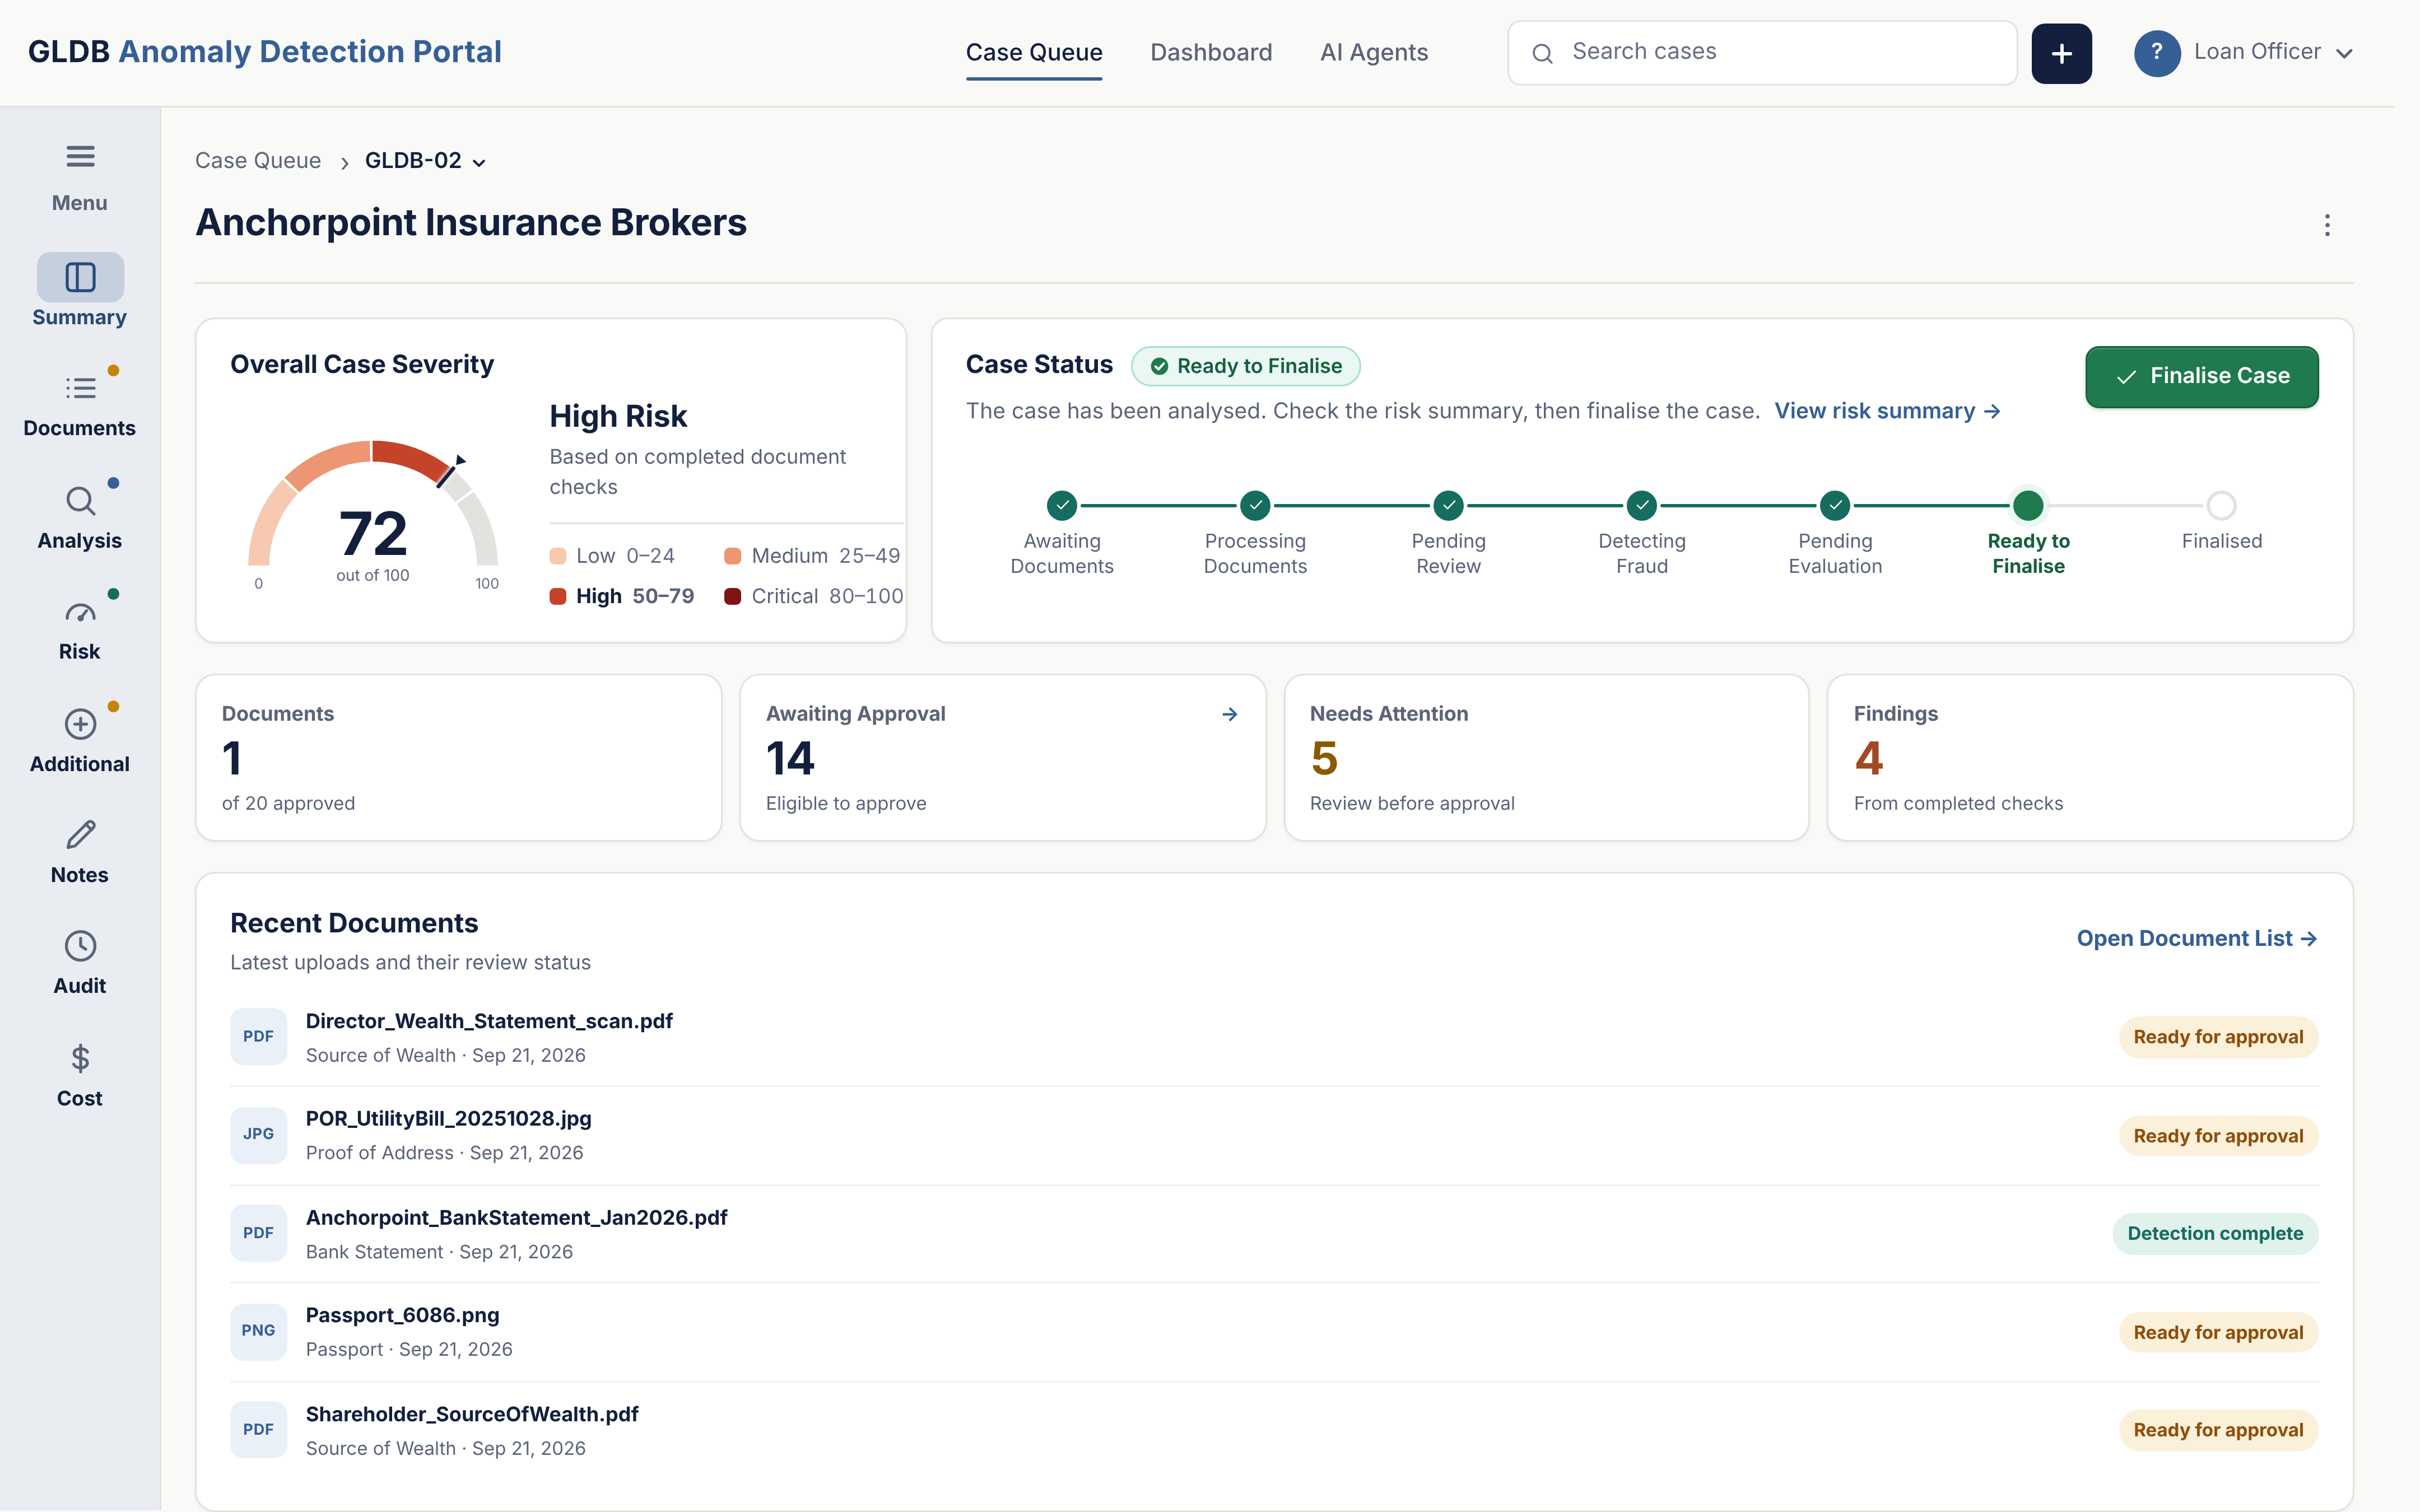 GLDB Anomaly Detection Portal
Case Queue
Dashboard
AI Agents
Search cases
?
Loan Officer
Menu
Summary
Documents
Analysis
Risk
Additional
Notes
Audit
Cost
Case Queue › GLDB-02
Anchorpoint Insurance Brokers
Overall Case Severity
72
out of 100
0
100
High Risk
Based on completed document
checks
Low 0–24
Medium 25–49
High 50–79
Critical 80–100
Case Status
Ready to Finalise
Finalise Case
The case has been analysed. Check the risk summary, then finalise the case. View risk summary →
Awaiting
Documents
Processing
Documents
Pending
Review
Detecting
Fraud
Pending
Evaluation
Ready to
Finalise
Finalised
Documents
1
of 20 approved
Awaiting Approval →
14
Eligible to approve
Needs Attention
5
Review before approval
Findings
4
From completed checks
Recent Documents
Latest uploads and their review status
Open Document List →
PDF
Director_Wealth_Statement_scan.pdf
Source of Wealth · Sep 21, 2026
Ready for approval
JPG
POR_UtilityBill_20251028.jpg
Proof of Address · Sep 21, 2026
Ready for approval
PDF
Anchorpoint_BankStatement_Jan2026.pdf
Bank Statement · Sep 21, 2026
Detection complete
PNG
Passport_6086.png
Passport · Sep 21, 2026
Ready for approval
PDF
Shareholder_SourceOfWealth.pdf
Source of Wealth · Sep 21, 2026
Ready for approval